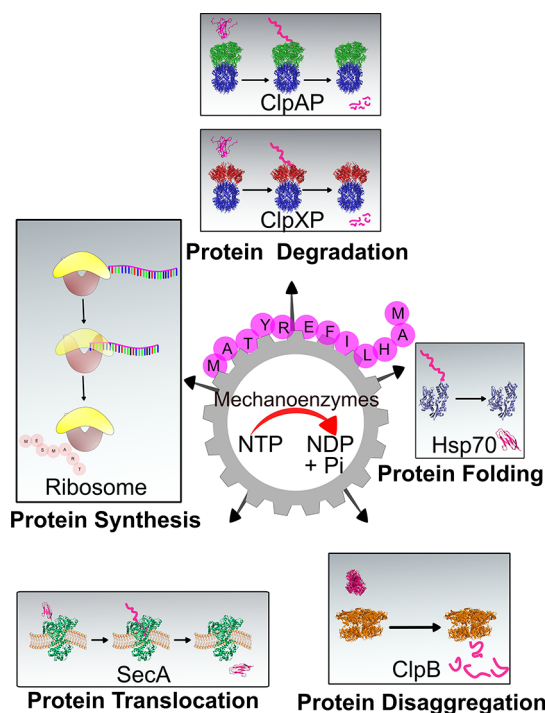 ClpAP
ClpXP
Protein Degradation
M A T Y R E F I L H A M
Mechanoenzymes
NTP NDP
+ Pi
M E S M A R T
Ribosome
Protein Synthesis
Hsp70
Protein Folding
SecA
Protein Translocation
ClpB
Protein Disaggregation